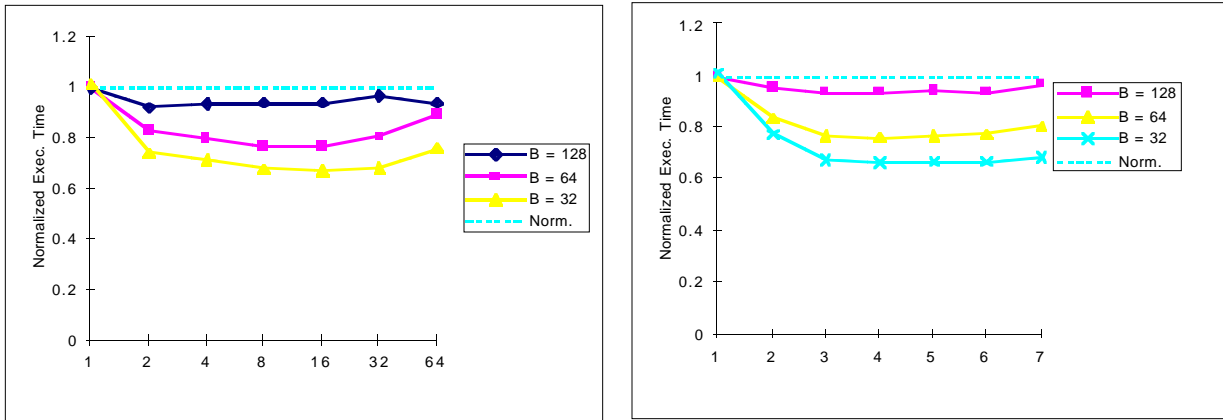 1.2
1
0.8
0.6
0.4
0.2
0
Normalized Exec. Time
1 2 4 8 16 32 64
B = 128
B = 64
B = 32
Norm.
1.2
1
0.8
0.6
0.4
0.2
0
Normalized Exec. Time
1 2 3 4 5 6 7
B = 128
B = 64
B = 32
Norm.